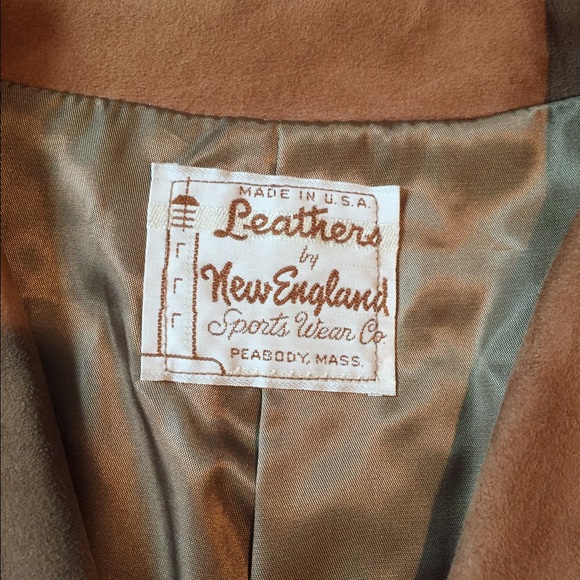 MADE IN U.S.A.
Leathers
by
New England
Sports Wear Co.
PEABODY, MASS.